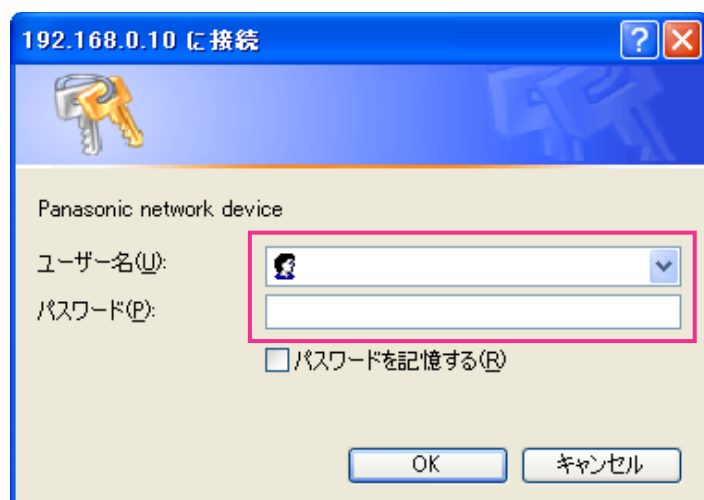 192.168.0.10 に接続
Panasonic network device
ユーザー名(U):
パスワード(P):
パスワードを記憶する(R)
OK キャンセル